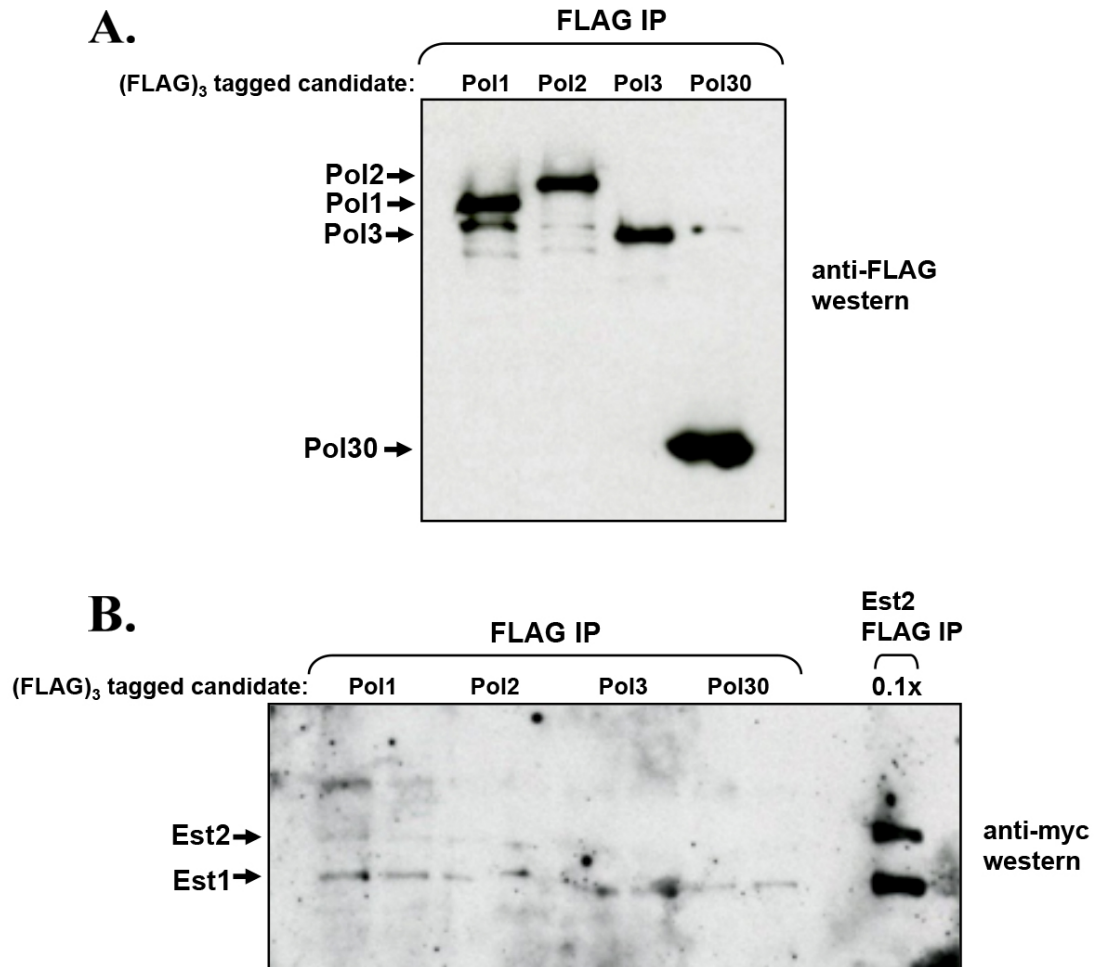 A.
FLAG IP
(FLAG)3 tagged candidate: Pol1 Pol2 Pol3 Pol30
Pol2
Pol1
Pol3
anti-FLAG
western
Pol30
B.
Est2
FLAG IP
FLAG IP
(FLAG)3 tagged candidate: Pol1 Pol2 Pol3 Pol30 0.1x
Est2
Est1
anti-myc
western